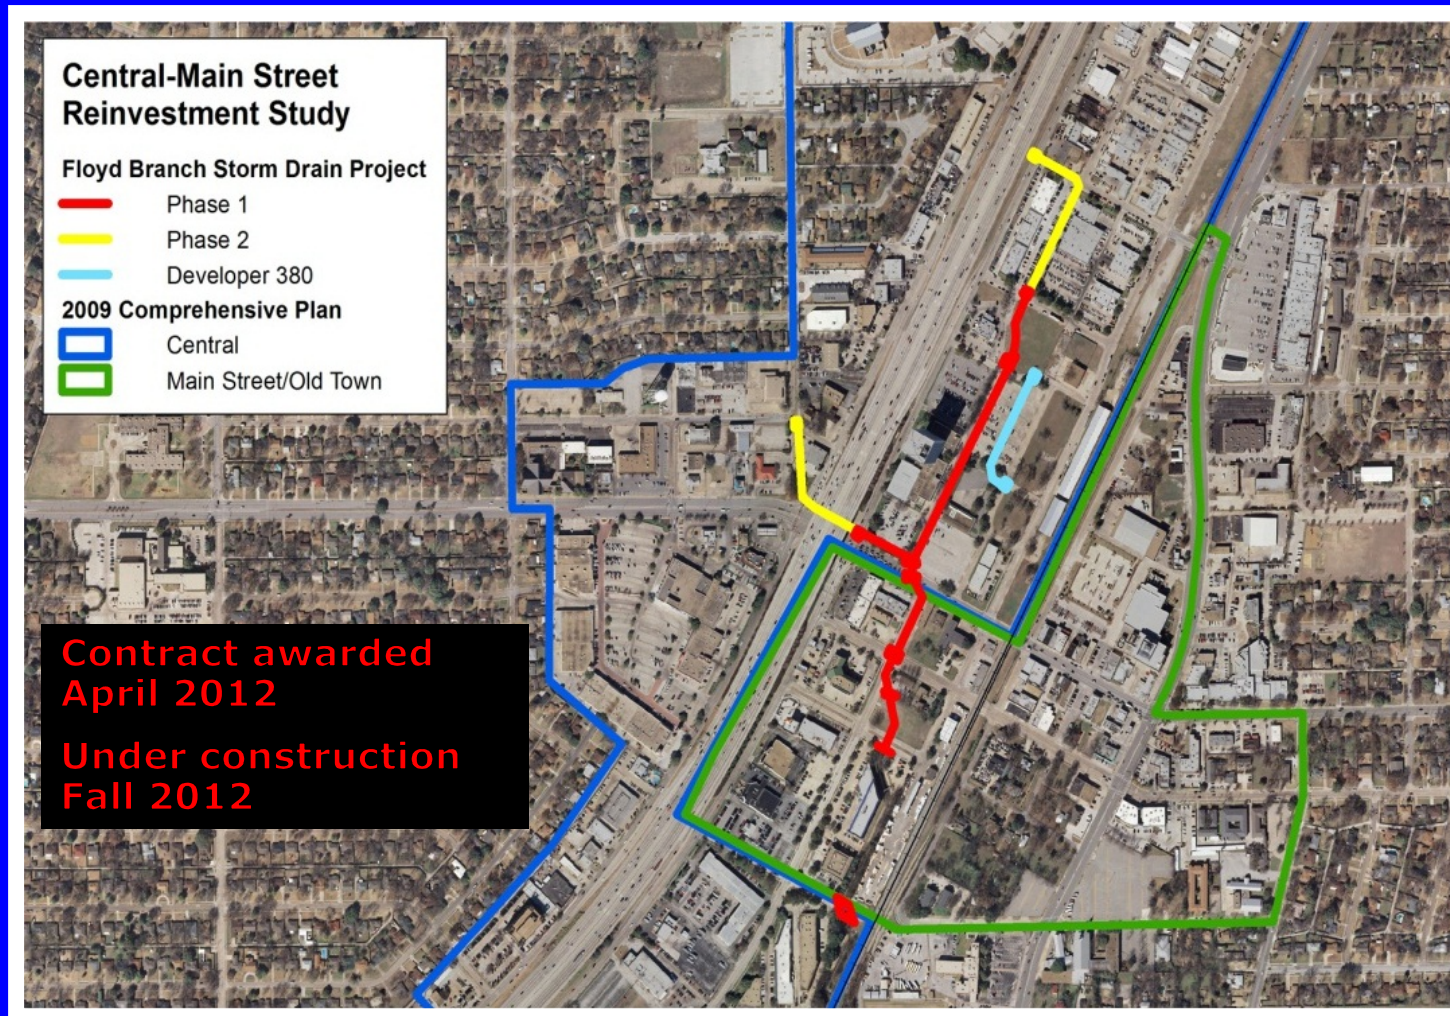 Central-Main Street
Reinvestment Study
Floyd Branch Storm Drain Project
Phase 1
Phase 2
Developer 380
2009 Comprehensive Plan
Central
Main Street/Old Town
Contract awarded
April 2012
Under construction
Fall 2012